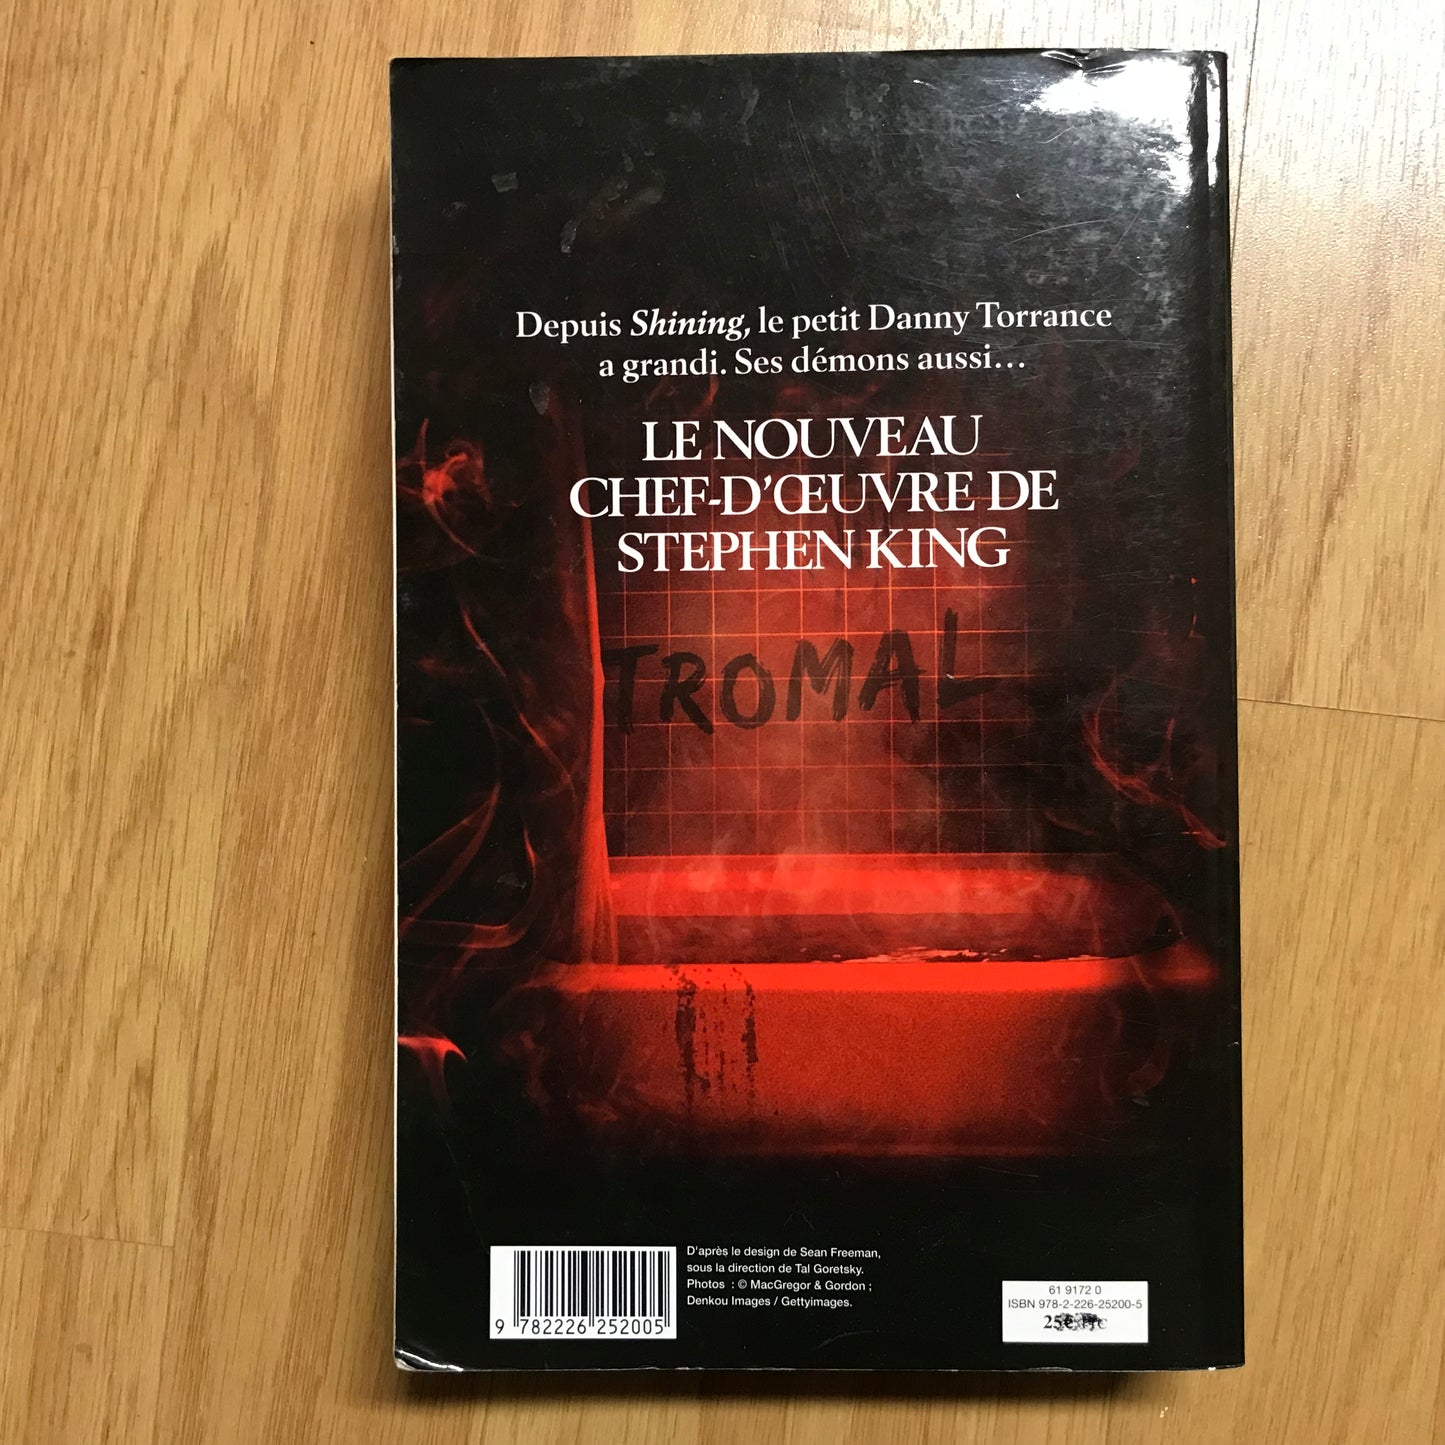 Depuis Shining, le petit Danny Torrance
a grandi. Ses démons aussi…
LE NOUVEAU
CHEF-D'ŒUVRE DE
STEPHEN KING
TROMAL
9 782226 252005
D'après le design de Sean Freeman,
sous la direction de Tal Goretsky.
Photos : © MacGregor & Gordon ;
Denkou Images / Gettyimages.
61 9172 0
ISBN 978-2-226-25200-5
25€